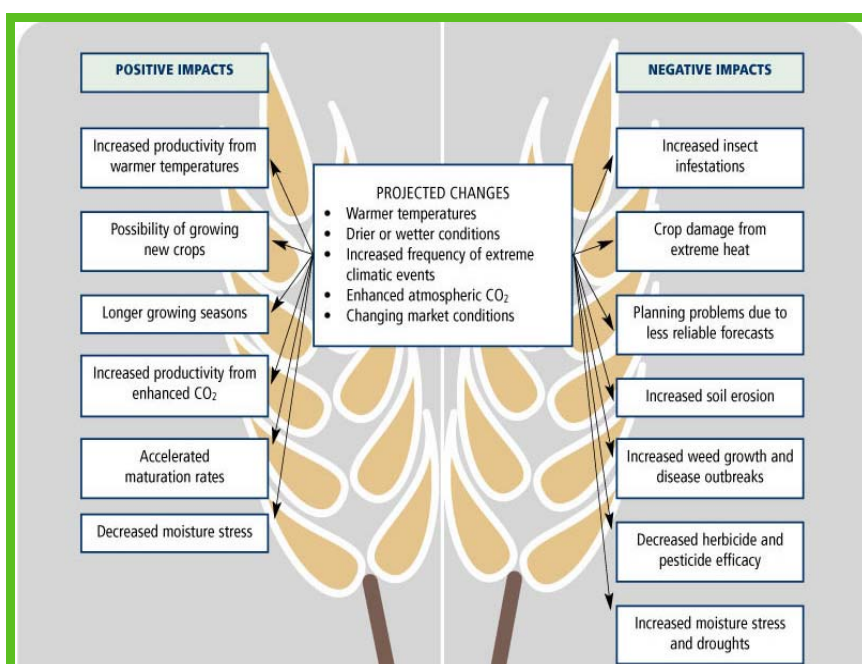 POSITIVE IMPACTS
Increased productivity from
warmer temperatures
Possibility of growing
new crops
Longer growing seasons
Increased productivity from
enhanced CO₂
Accelerated
maturation rates
Decreased moisture stress
PROJECTED CHANGES
• Warmer temperatures
• Drier or wetter conditions
• Increased frequency of extreme
climatic events
• Enhanced atmospheric CO₂
• Changing market conditions
NEGATIVE IMPACTS
Increased insect
infestations
Crop damage from
extreme heat
Planning problems due to
less reliable forecasts
Increased soil erosion
Increased weed growth and
disease outbreaks
Decreased herbicide and
pesticide efficacy
Increased moisture stress
and droughts